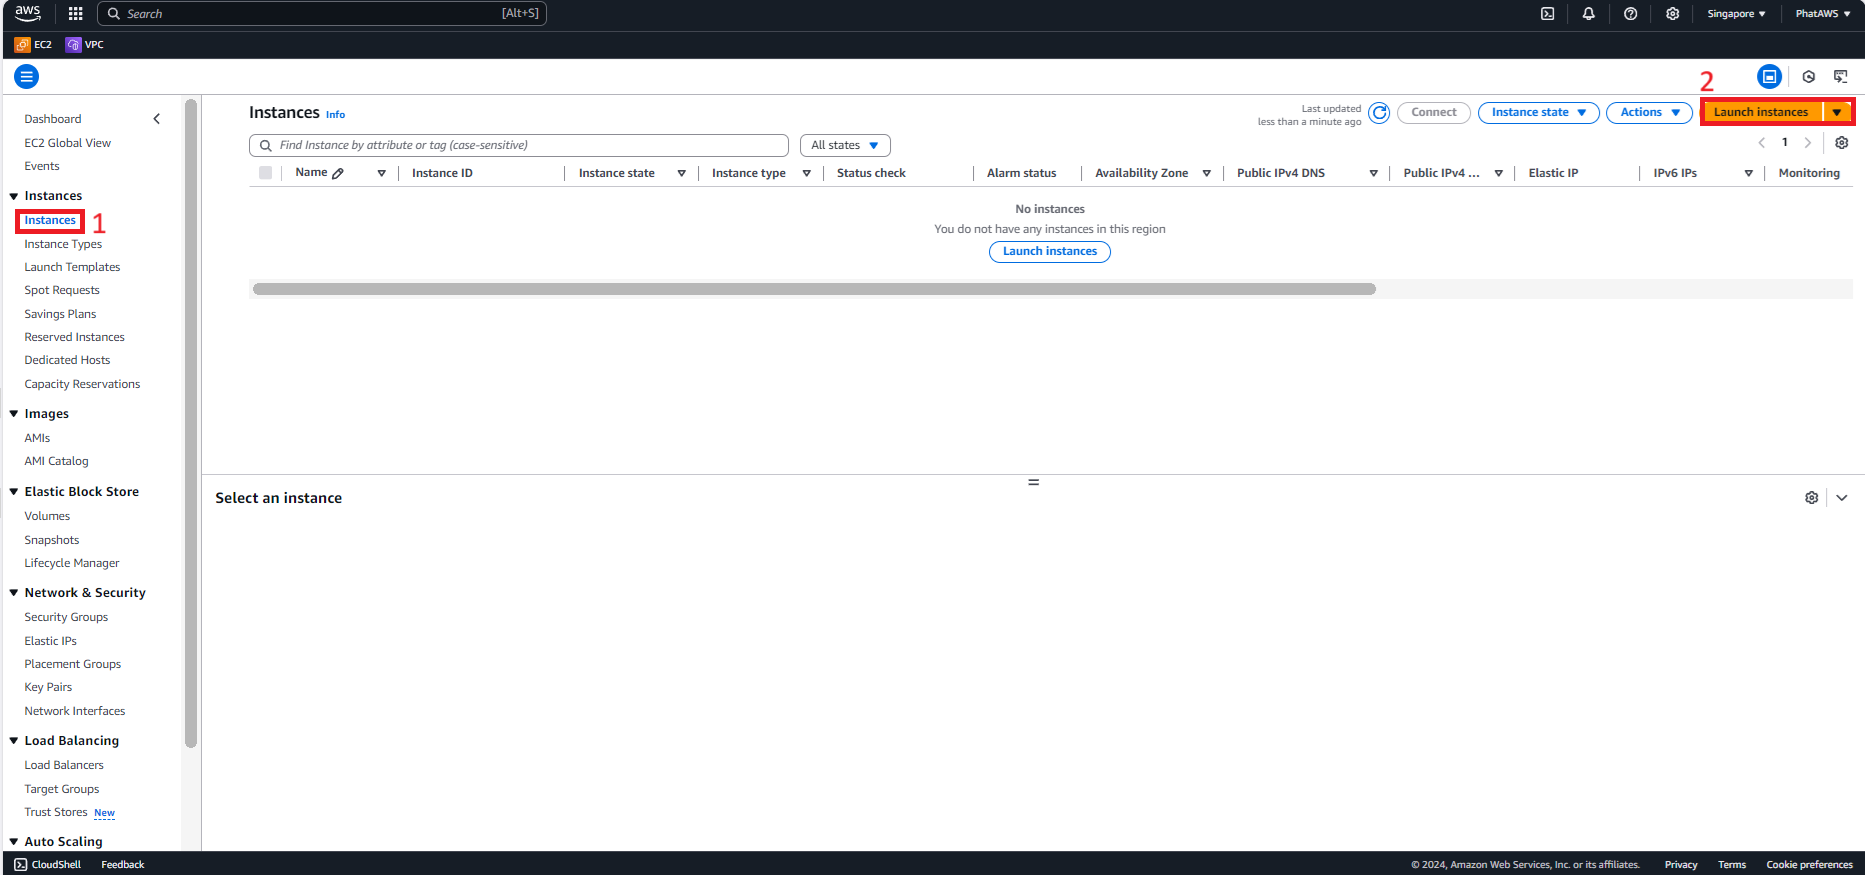 aws
Search [Alt+S]
Singapore
PhatAWS
EC2
VPC
Dashboard
EC2 Global View
Events
Instances
Instances
1
Instance Types
Launch Templates
Spot Requests
Savings Plans
Reserved Instances
Dedicated Hosts
Capacity Reservations
Images
AMIs
AMI Catalog
Elastic Block Store
Volumes
Snapshots
Lifecycle Manager
Network & Security
Security Groups
Elastic IPs
Placement Groups
Key Pairs
Network Interfaces
Load Balancing
Load Balancers
Target Groups
Trust Stores New
Auto Scaling
Instances Info
Last updated
less than a minute ago
Connect
Instance state
Actions
2
Launch instances
Find Instance by attribute or tag (case-sensitive)
All states
1
Name Instance ID Instance state Instance type Status check Alarm status Availability Zone Public IPv4 DNS Public IPv4 ... Elastic IP IPv6 IPs Monitoring
No instances
You do not have any instances in this region
Launch instances
Select an instance
CloudShell Feedback
© 2024, Amazon Web Services, Inc. or its affiliates. Privacy Terms Cookie preferences